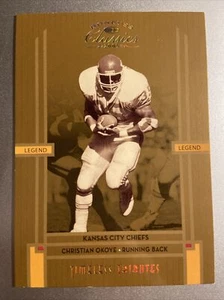 Classics
LEGEND
LEGEND
KANSAS CITY CHIEFS
CHRISTIAN OKOYE • RUNNING BACK
TIMELESS TRIBUTES